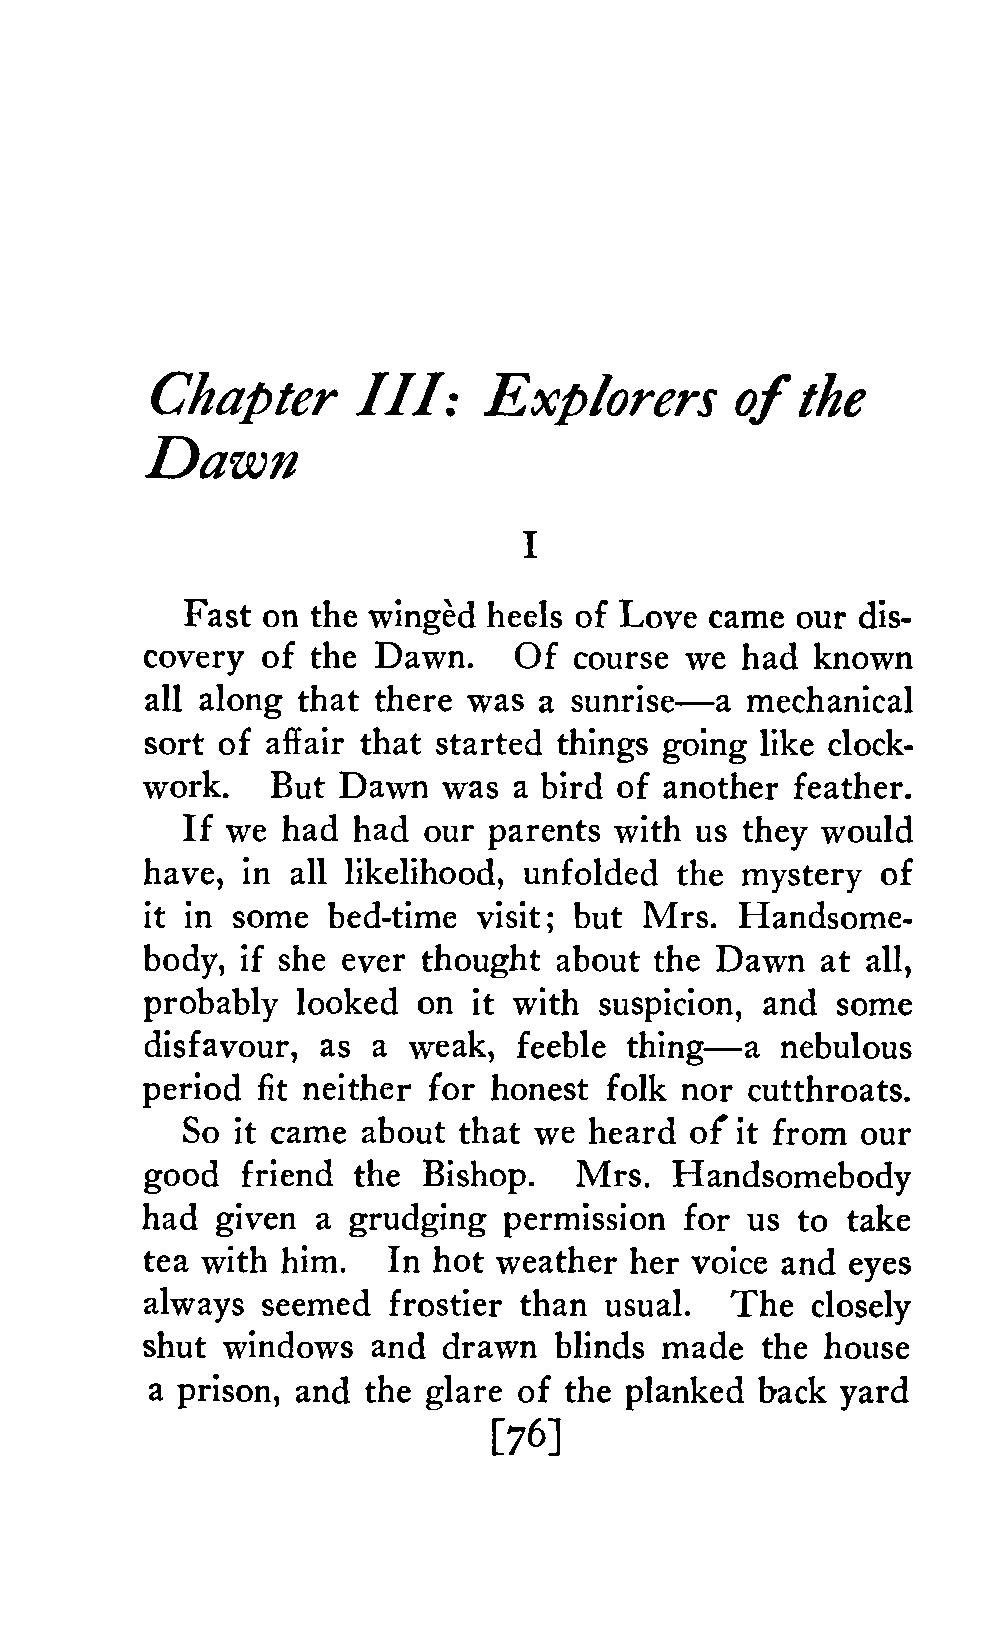 Chapter III: Explorers of the
Dawn
I
Fast on the wingèd heels of Love came our dis-
covery of the Dawn. Of course we had known
all along that there was a sunrise—a mechanical
sort of affair that started things going like clock-
work. But Dawn was a bird of another feather.
If we had had our parents with us they would
have, in all likelihood, unfolded the mystery of
it in some bed-time visit; but Mrs. Handsome-
body, if she ever thought about the Dawn at all,
probably looked on it with suspicion, and some
disfavour, as a weak, feeble thing—a nebulous
period fit neither for honest folk nor cutthroats.
So it came about that we heard of it from our
good friend the Bishop. Mrs. Handsomebody
had given a grudging permission for us to take
tea with him. In hot weather her voice and eyes
always seemed frostier than usual. The closely
shut windows and drawn blinds made the house
a prison, and the glare of the planked back yard
[76]